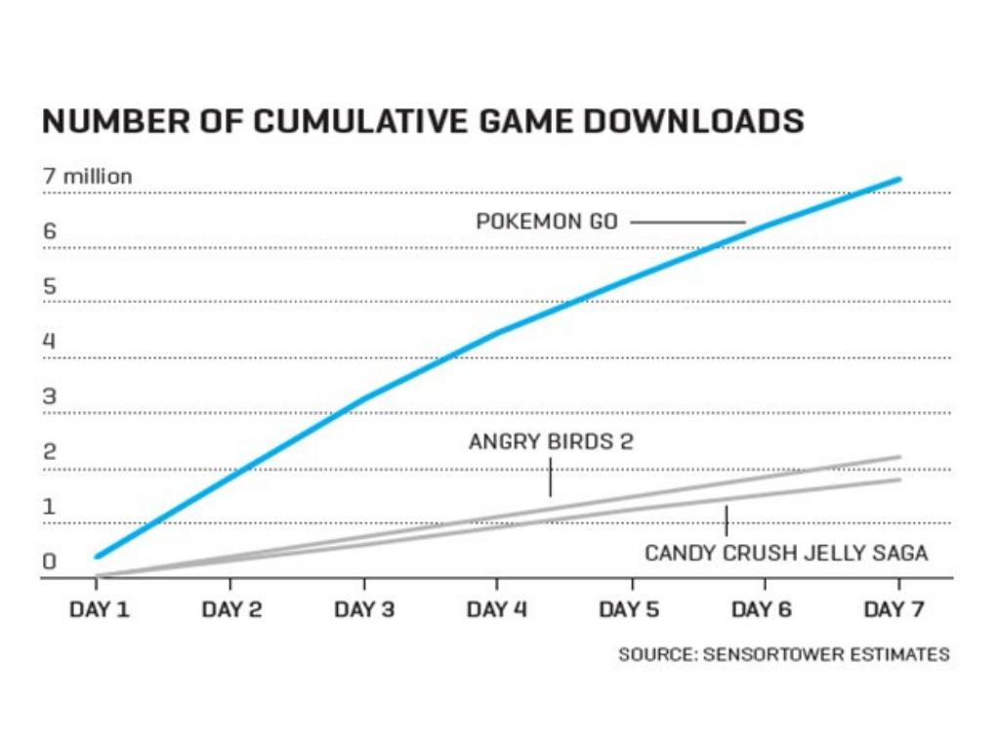 NUMBER OF CUMULATIVE GAME DOWNLOADS
7 million
POKEMON GO
6
5
4
3
ANGRY BIRDS 2
2
1
CANDY CRUSH JELLY SAGA
0
DAY 1 DAY 2 DAY 3 DAY 4 DAY 5 DAY 6 DAY 7
SOURCE: SENSORTOWER ESTIMATES